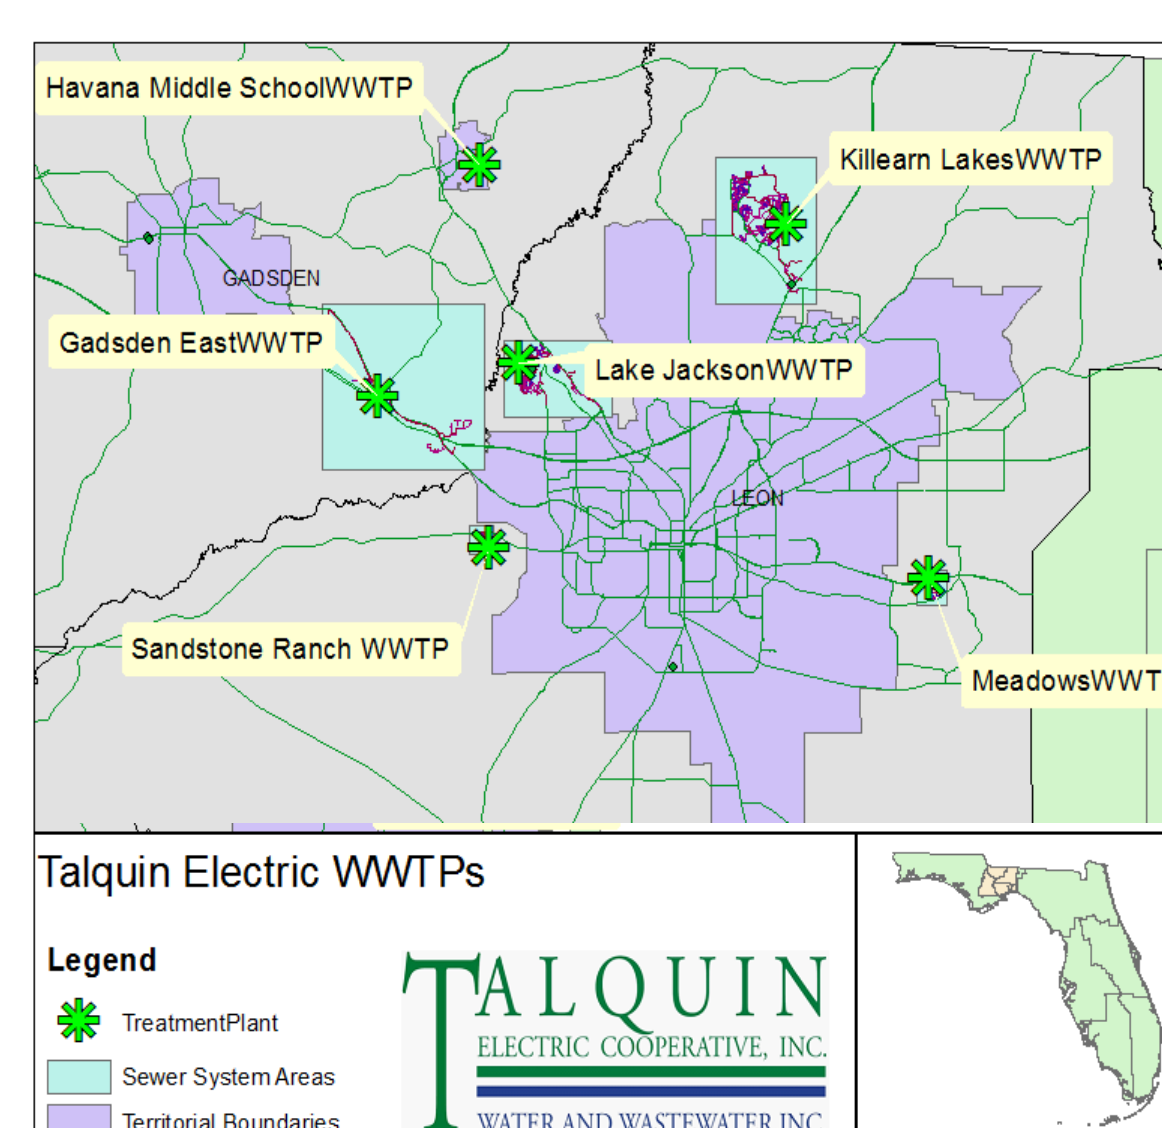 Havana Middle SchoolWWTP
Killearn LakesWWTP
GADSDEN
Gadsden EastWWTP
Lake JacksonWWTP
LEON
Sandstone Ranch WWTP
MeadowsWWT
Talquin Electric WWTPs
Legend
TreatmentPlant
Sewer System Areas
Territorial Boundaries
TALQUIN
ELECTRIC COOPERATIVE, INC.
WATER AND WASTEWATER INC